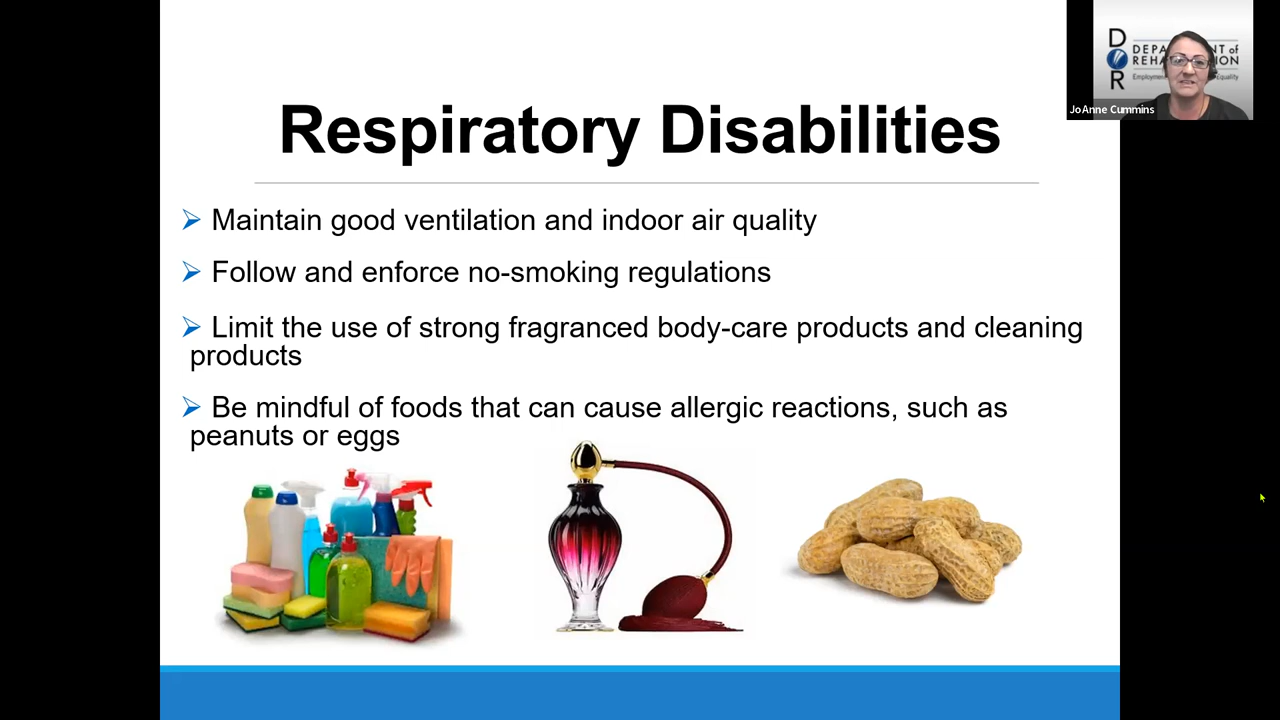 Respiratory Disabilities
➢ Maintain good ventilation and indoor air quality
➢ Follow and enforce no-smoking regulations
➢ Limit the use of strong fragranced body-care products and cleaning
products
➢ Be mindful of foods that can cause allergic reactions, such as
peanuts or eggs
D
R
JoAnne Cummins